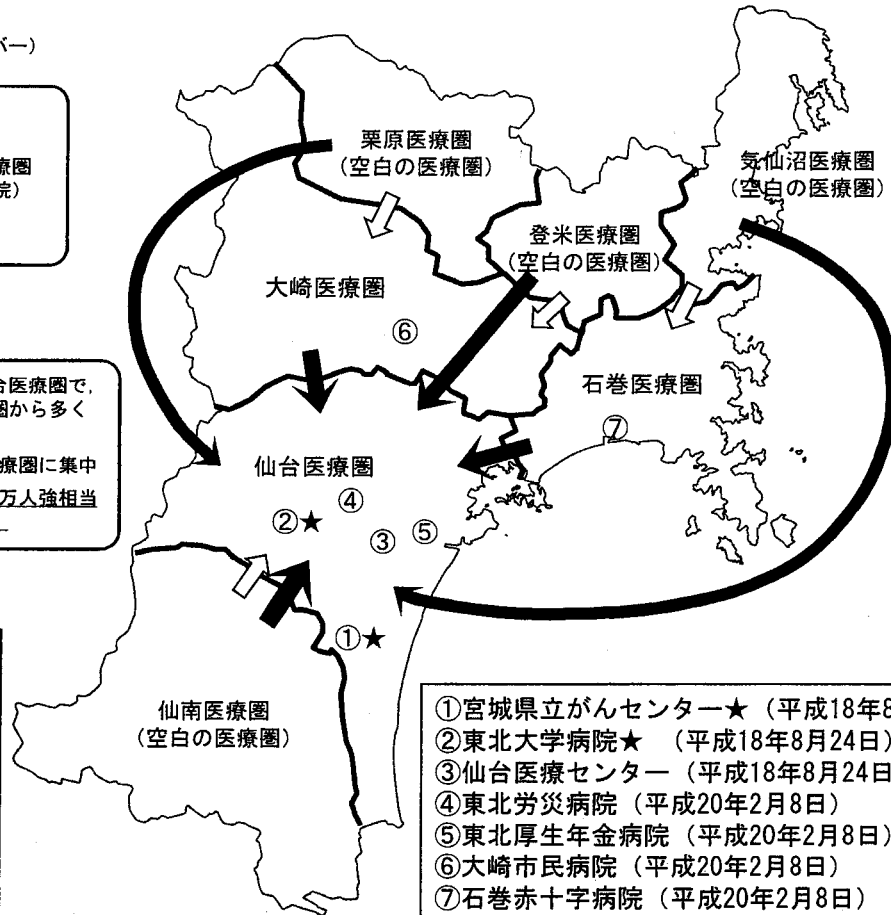 バー)
療圏
院)
栗原医療圏
(空白の医療圏)
気仙沼医療圏
(空白の医療圏)
登米医療圏
(空白の医療圏)
大崎医療圏
⑥
石巻医療圏
⑦
台医療圏で,
圏から多く
療圏に集中
万人強相当
仙台医療圏
④
②★
③
⑤
①★
仙南医療圏
(空白の医療圏)
①宮城県立がんセンター★ (平成18年8
②東北大学病院★ (平成18年8月24日)
③仙台医療センター (平成18年8月24日
④東北労災病院 (平成20年2月8日)
⑤東北厚生年金病院 (平成20年2月8日)
⑥大崎市民病院 (平成20年2月8日)
⑦石巻赤十字病院 (平成20年2月8日)